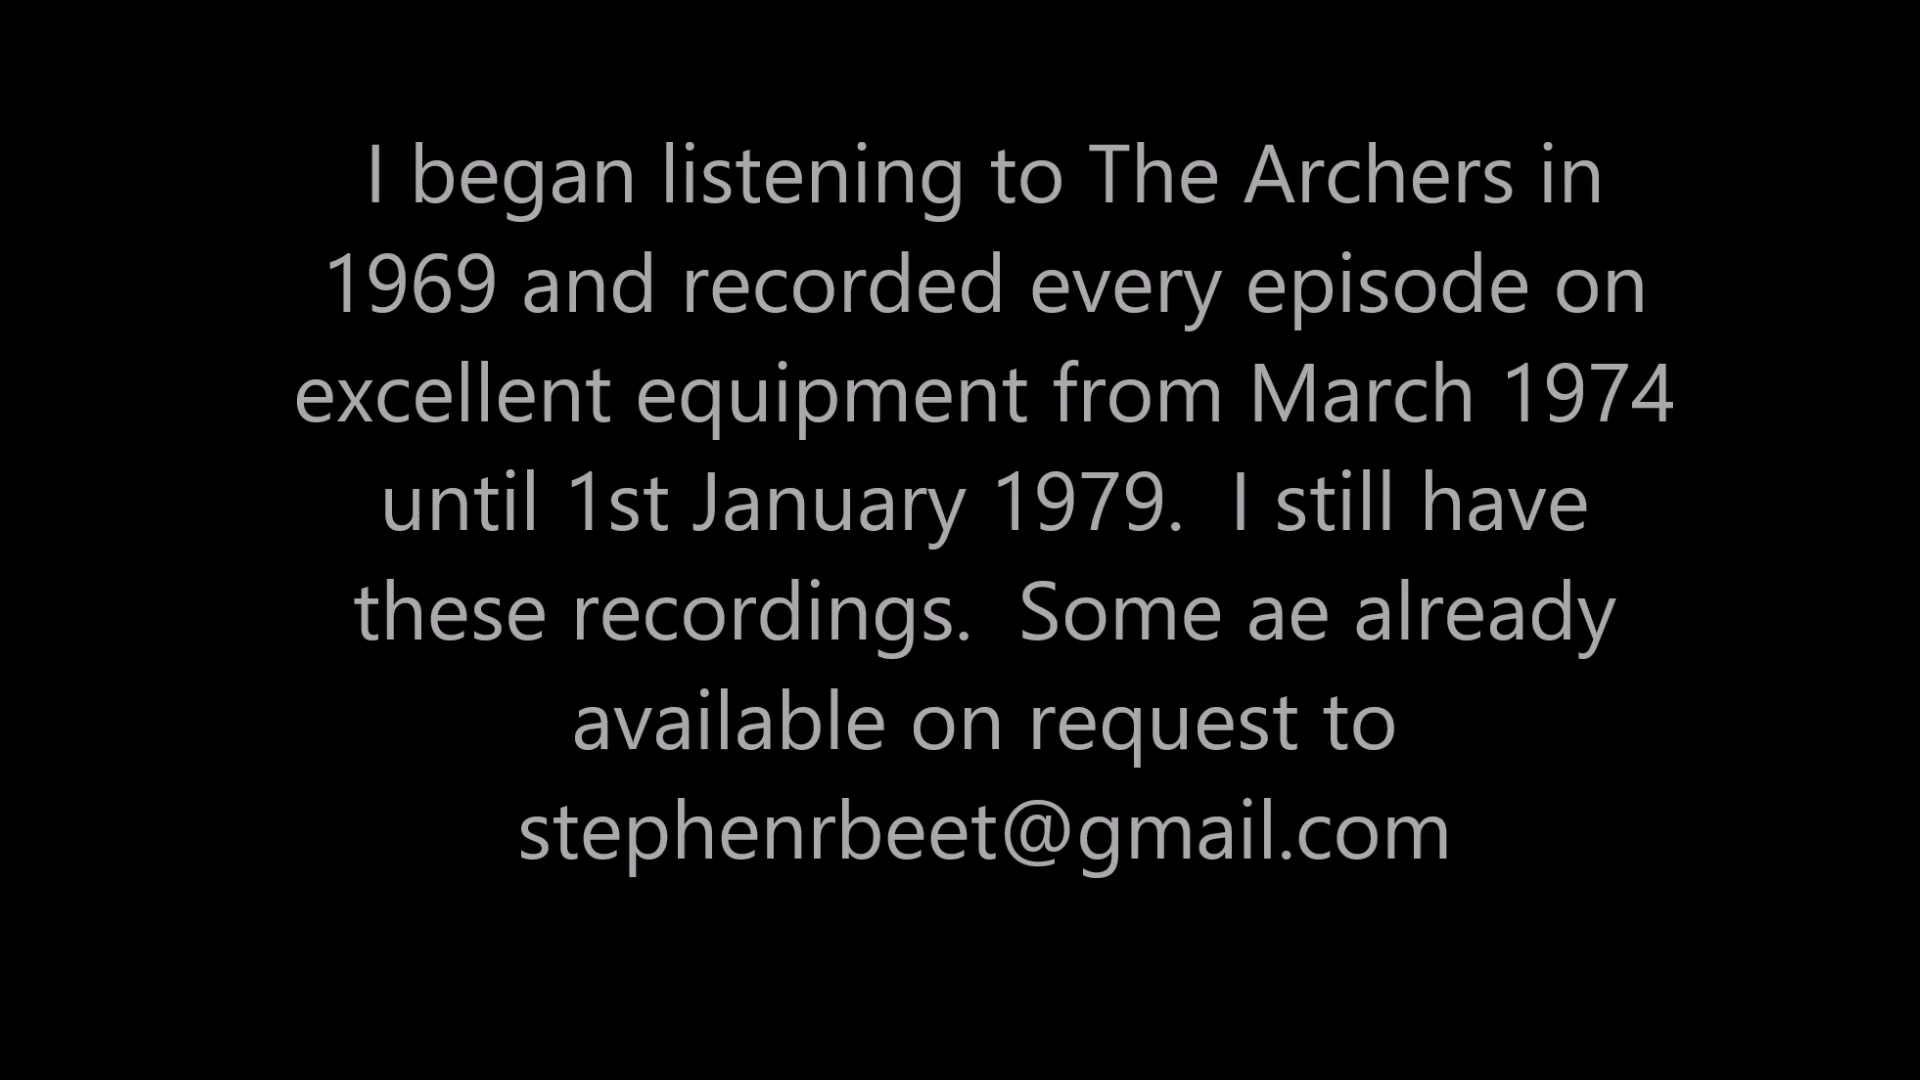 I began listening to The Archers in
1969 and recorded every episode on
excellent equipment from March 1974
until 1st January 1979.  I still have
these recordings.  Some ae already
available on request to
stephenrbeet@gmail.com